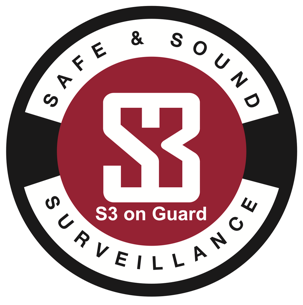 SAFE & SOUND
S3
S3 on Guard
SURVEILLANCE